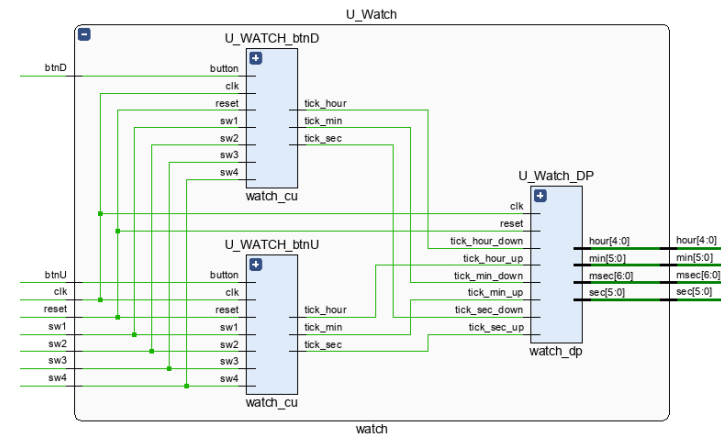 U_Watch
U_WATCH_btnD
btnD
button
clk
reset
sw1
sw2
sw3
sw4
tick_hour
tick_min
tick_sec
watch_cu
U_WATCH_btnU
btnU
clk
reset
sw1
sw2
sw3
sw4
button
clk
reset
sw1
sw2
sw3
sw4
tick_hour
tick_min
tick_sec
watch_cu
U_Watch_DP
clk
reset
tick_hour_down
tick_hour_up
tick_min_down
tick_min_up
tick_sec_down
tick_sec_up
hour[4:0]
min[5:0]
msec[6:0]
sec[5:0]
watch_dp
hour[4:0]
min[5:0]
msec[6:0]
sec[5:0]
watch